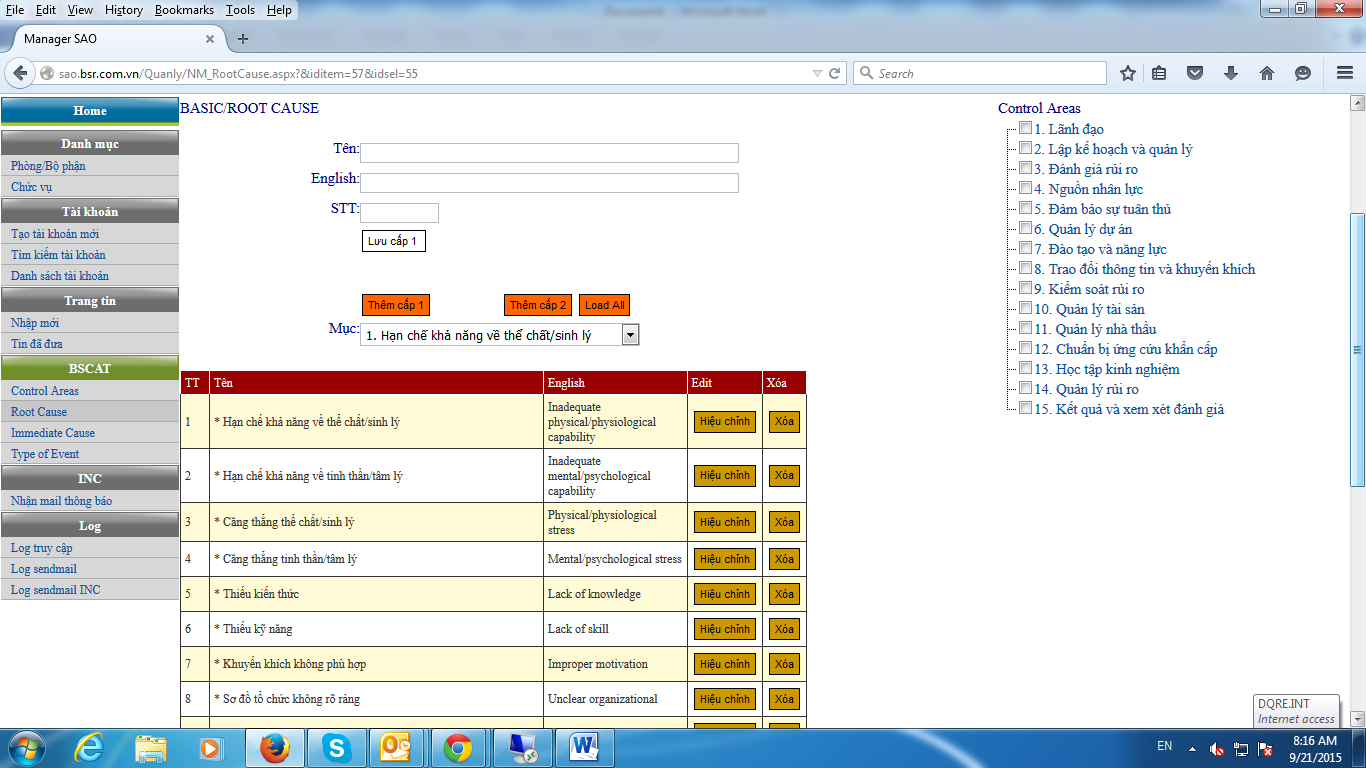 File Edit View History Bookmarks Tools Help
Manager SAO
sao.bsr.com.vn/Quanly/NM_RootCause.aspx?&iditem=57&idsel=55
Search
Home
Danh mục
Phòng/Bộ phận
Chức vụ
Tài khoản
Tạo tài khoản mới
Tìm kiếm tài khoản
Danh sách tài khoản
Trang tin
Nhập mới
Tin đã đưa
BSCAT
Control Areas
Root Cause
Immediate Cause
Type of Event
INC
Nhận mail thông báo
Log
Log truy cập
Log sendmail
Log sendmail INC
BASIC/ROOT CAUSE
Tên:
English:
STT:
Lưu cấp 1
Thêm cấp 1 Thêm cấp 2 Load All
Mục: 1. Hạn chế khả năng về thể chất/sinh lý
TT Tên English Edit Xóa
1 * Hạn chế khả năng về thể chất/sinh lý Inadequate physical/physiological capability Hiệu chỉnh Xóa
2 * Hạn chế khả năng về tinh thần/tâm lý Inadequate mental/psychological capability Hiệu chỉnh Xóa
3 * Căng thẳng thể chất/sinh lý Physical/physiological stress Hiệu chỉnh Xóa
4 * Căng thẳng tinh thần/tâm lý Mental/psychological stress Hiệu chỉnh Xóa
5 * Thiếu kiến thức Lack of knowledge Hiệu chỉnh Xóa
6 * Thiếu kỹ năng Lack of skill Hiệu chỉnh Xóa
7 * Khuyến khích không phù hợp Improper motivation Hiệu chỉnh Xóa
8 * Sơ đồ tổ chức không rõ ràng Unclear organizational Hiệu chỉnh Xóa
Control Areas
1. Lãnh đạo
2. Lập kế hoạch và quản lý
3. Đánh giá rủi ro
4. Nguồn nhân lực
5. Đảm bảo sự tuân thủ
6. Quản lý dự án
7. Đào tạo và năng lực
8. Trao đổi thông tin và khuyến khích
9. Kiểm soát rủi ro
10. Quản lý tài sản
11. Quản lý nhà thầu
12. Chuẩn bị ứng cứu khẩn cấp
13. Học tập kinh nghiệm
14. Quản lý rủi ro
15. Kết quả và xem xét đánh giá
DQRE.INT
Internet access
EN
8:16 AM
9/21/2015